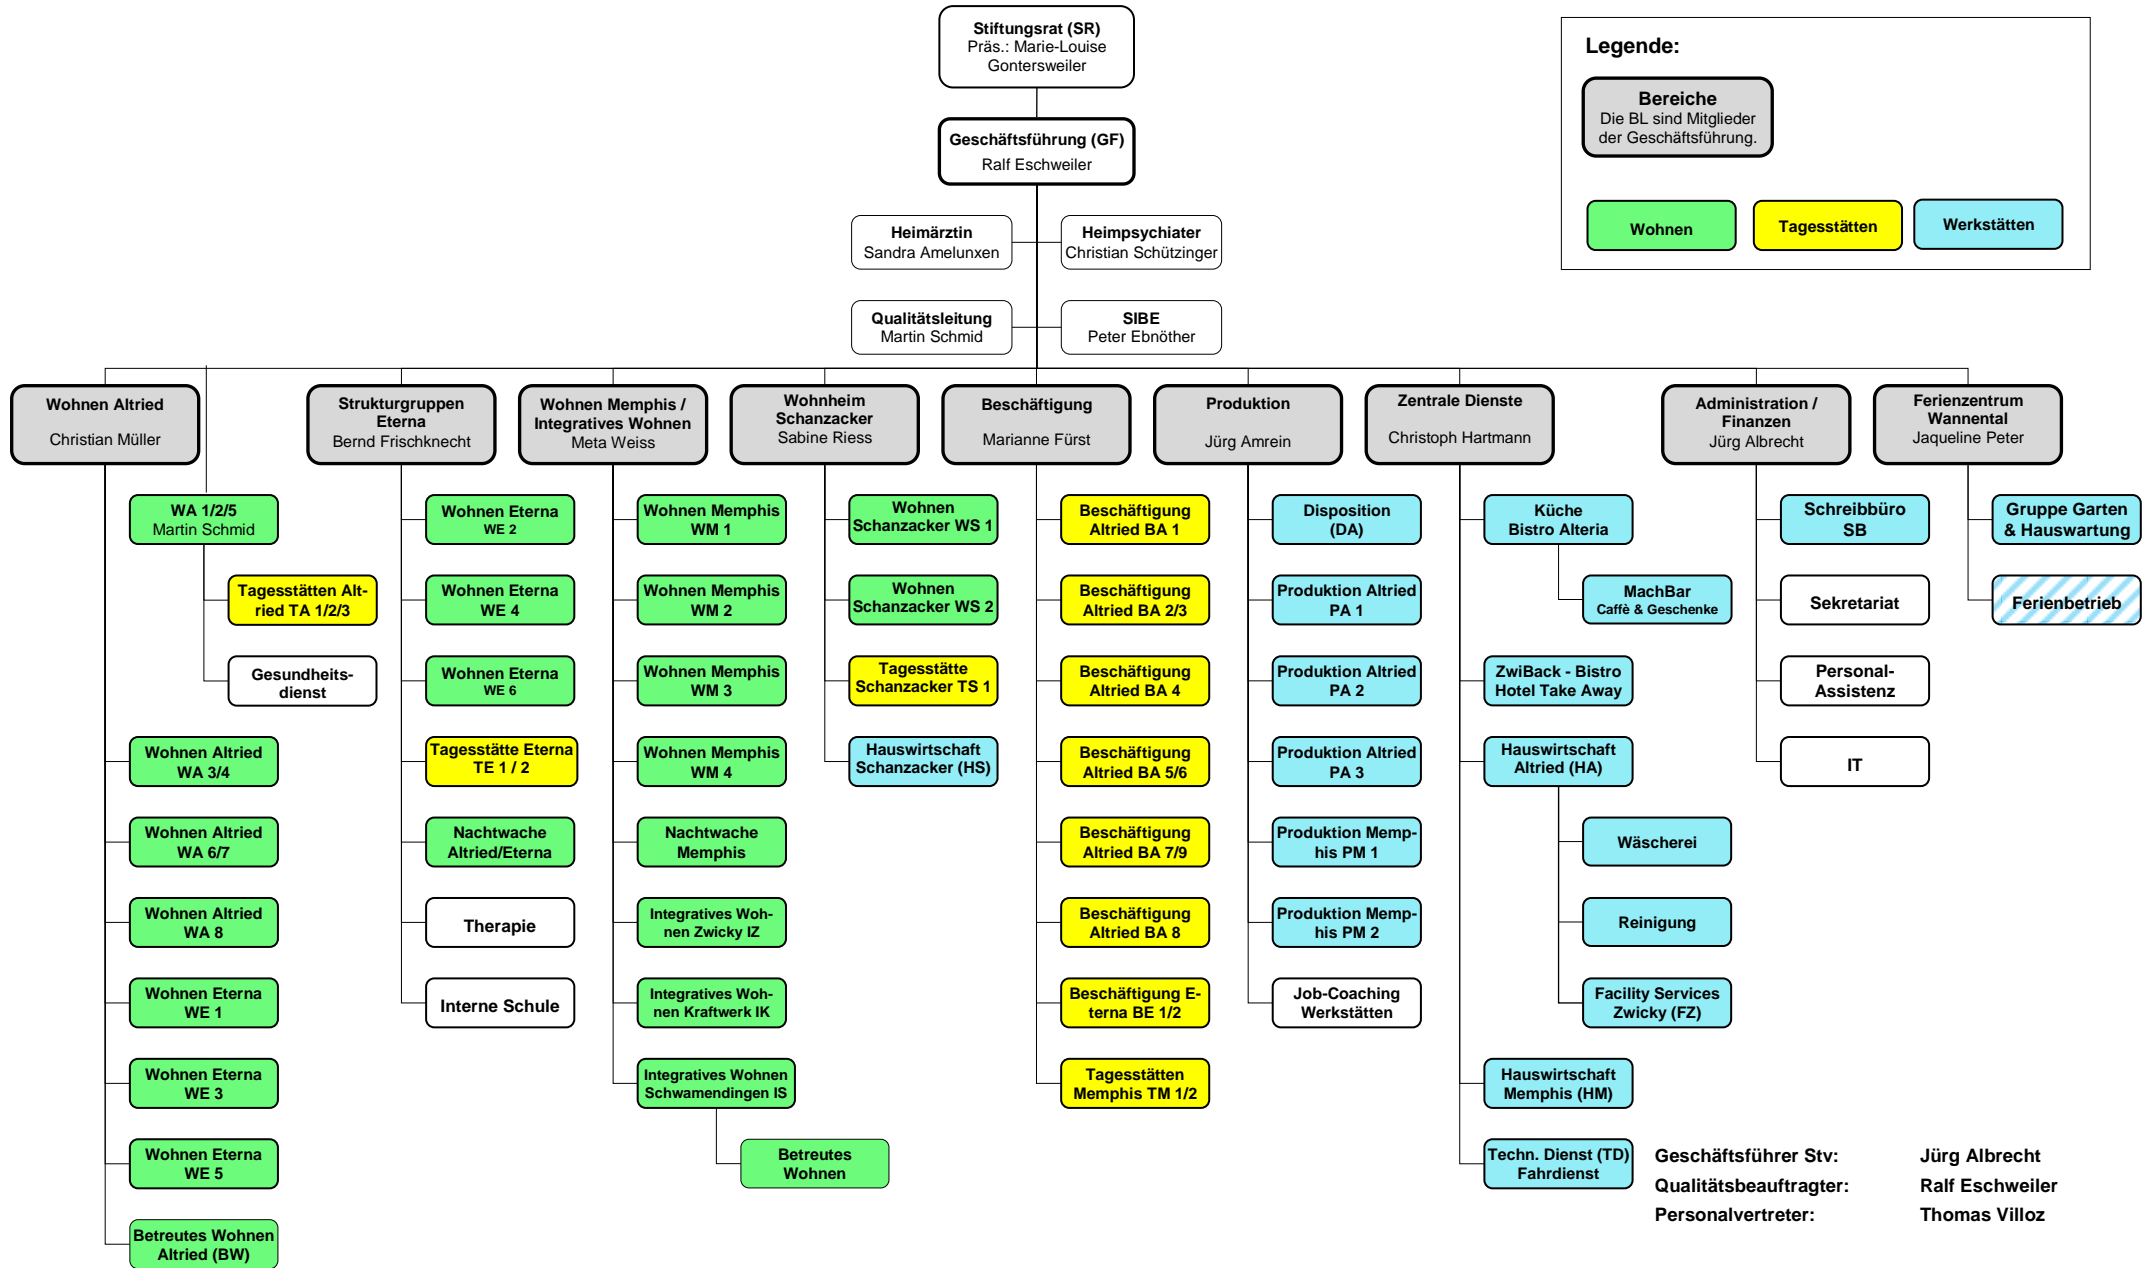 Stiftungsrat (SR)
Präs.: Marie-Louise
Gontersweiler
Legende:
Bereiche
Die BL sind Mitglieder
der Geschäftsführung.
Wohnen
Tagesstätten
Werkstätten
Geschäftsführung (GF)
Ralf Eschweiler
Heimärztin
Sandra Amelunxen
Heimpsychiater
Christian Schützinger
Qualitätsleitung
Martin Schmid
SIBE
Peter Ebnöther
Wohnen Altried
Christian Müller
WA 1/2/5
Martin Schmid
Tagesstätten Alt-
ried TA 1/2/3
Gesundheits-
dienst
Wohnen Altried
WA 3/4
Wohnen Altried
WA 6/7
Wohnen Altried
WA 8
Wohnen Eterna
WE 1
Wohnen Eterna
WE 3
Wohnen Eterna
WE 5
Betreutes Wohnen
Altried (BW)
Strukturgruppen
Eterna
Bernd Frischknecht
Wohnen Eterna
WE 2
Wohnen Eterna
WE 4
Wohnen Eterna
WE 6
Tagesstätte Eterna
TE 1 / 2
Nachtwache
Altried/Eterna
Therapie
Interne Schule
Wohnen Memphis /
Integratives Wohnen
Meta Weiss
Wohnen Memphis
WM 1
Wohnen Memphis
WM 2
Wohnen Memphis
WM 3
Wohnen Memphis
WM 4
Nachtwache
Memphis
Integratives Woh-
nen Zwicky IZ
Integratives Woh-
nen Kraftwerk IK
Integratives Wohnen
Schwamendingen IS
Betreutes
Wohnen
Wohnheim
Schanzacker
Sabine Riess
Wohnen
Schanzacker WS 1
Wohnen
Schanzacker WS 2
Tagesstätte
Schanzacker TS 1
Hauswirtschaft
Schanzacker (HS)
Beschäftigung
Marianne Fürst
Beschäftigung
Altried BA 1
Beschäftigung
Altried BA 2/3
Beschäftigung
Altried BA 4
Beschäftigung
Altried BA 5/6
Beschäftigung
Altried BA 7/9
Beschäftigung
Altried BA 8
Beschäftigung E-
terna BE 1/2
Tagesstätten
Memphis TM 1/2
Produktion
Jürg Amrein
Disposition
(DA)
Produktion Altried
PA 1
Produktion Altried
PA 2
Produktion Altried
PA 3
Produktion Memp-
his PM 1
Produktion Memp-
his PM 2
Job-Coaching
Werkstätten
Zentrale Dienste
Christoph Hartmann
Küche
Bistro Alteria
MachBar
Caffè & Geschenke
ZwiBack - Bistro
Hotel Take Away
Hauswirtschaft
Altried (HA)
Wäscherei
Reinigung
Facility Services
Zwicky (FZ)
Hauswirtschaft
Memphis (HM)
Techn. Dienst (TD)
Fahrdienst
Administration /
Finanzen
Jürg Albrecht
Schreibbüro
SB
Sekretariat
Personal-
Assistenz
IT
Ferienzentrum
Wannental
Jaqueline Peter
Gruppe Garten
& Hauswartung
Ferienbetrieb
Geschäftsführer Stv: Jürg Albrecht
Qualitätsbeauftragter: Ralf Eschweiler
Personalvertreter: Thomas Villoz